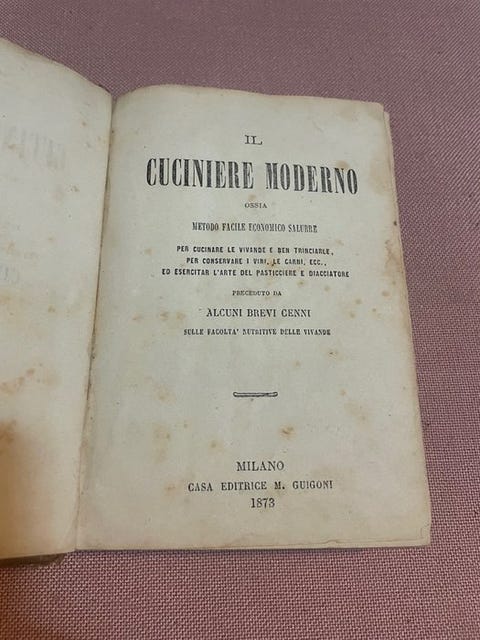 IL
CUCINIERE MODERNO
OSSIA
METODO FACILE ECONOMICO SALUBRE
PER CUCINARE LE VIVANDE E BEN TRINCIARLE,
PER CONSERVARE I VINI, LE CARNI, ECC.,
ED ESERCITAR L'ARTE DEL PASTICCIERE E DIACCIATORE
PRECEDUTO DA
ALCUNI BREVI CENNI
SULLE FACOLTA' NUTRITIVE DELLE VIVANDE
MILANO
CASA EDITRICE M. GUIGONI
1873